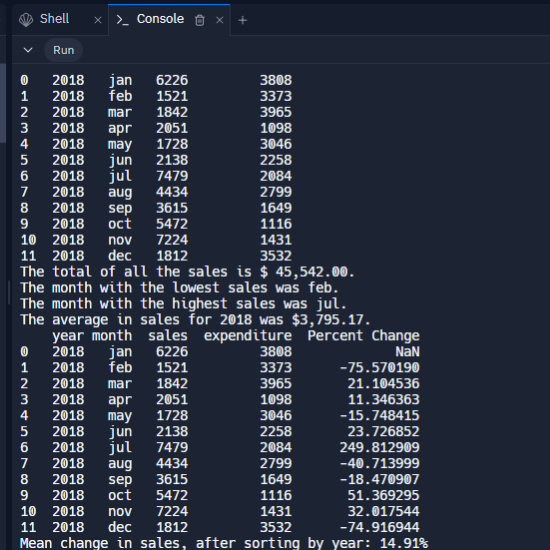 Shell
Console
Run
0 2018 jan 6226 3808
1 2018 feb 1521 3373
2 2018 mar 1842 3965
3 2018 apr 2051 1098
4 2018 may 1728 3046
5 2018 jun 2138 2258
6 2018 jul 7479 2084
7 2018 aug 4434 2799
8 2018 sep 3615 1649
9 2018 oct 5472 1116
10 2018 nov 7224 1431
11 2018 dec 1812 3532
The total of all the sales is $ 45,542.00.
The month with the lowest sales was feb.
The month with the highest sales was jul.
The average in sales for 2018 was $3,795.17.
year month sales expenditure Percent Change
0 2018 jan 6226 3808 NaN
1 2018 feb 1521 3373 -75.570190
2 2018 mar 1842 3965 21.104536
3 2018 apr 2051 1098 11.346363
4 2018 may 1728 3046 -15.748415
5 2018 jun 2138 2258 23.726852
6 2018 jul 7479 2084 249.812909
7 2018 aug 4434 2799 -40.713999
8 2018 sep 3615 1649 -18.470907
9 2018 oct 5472 1116 51.369295
10 2018 nov 7224 1431 32.017544
11 2018 dec 1812 3532 -74.916944
Mean change in sales, after sorting by year: 14.91%